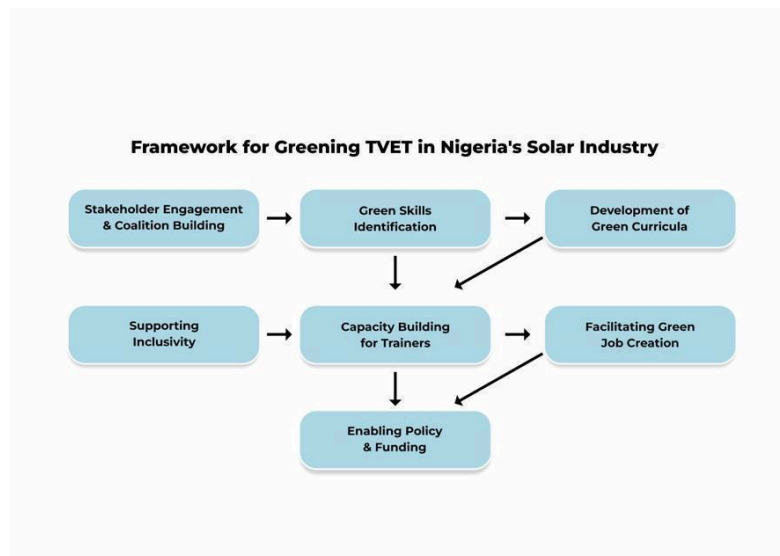 Framework for Greening TVET in Nigeria's Solar Industry
Stakeholder Engagement
& Coalition Building
Green Skills
Identification
Development of
Green Curricula
Supporting
Inclusivity
Capacity Building
for Trainers
Facilitating Green
Job Creation
Enabling Policy
& Funding